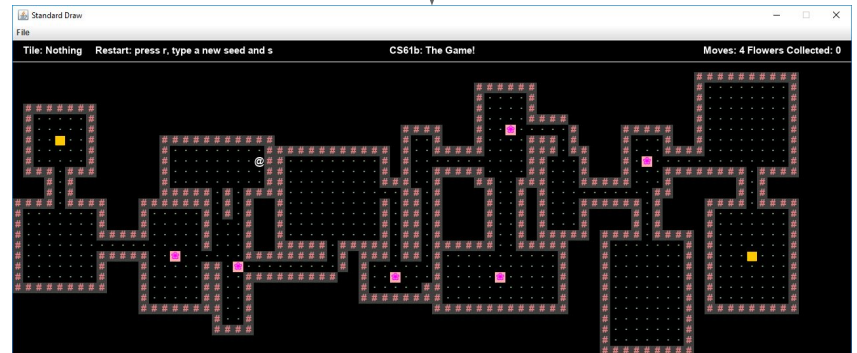 Standard Draw
File
Tile: Nothing Restart: press r, type a new seed and s CS61b: The Game! Moves: 4 Flowers Collected: 0
@